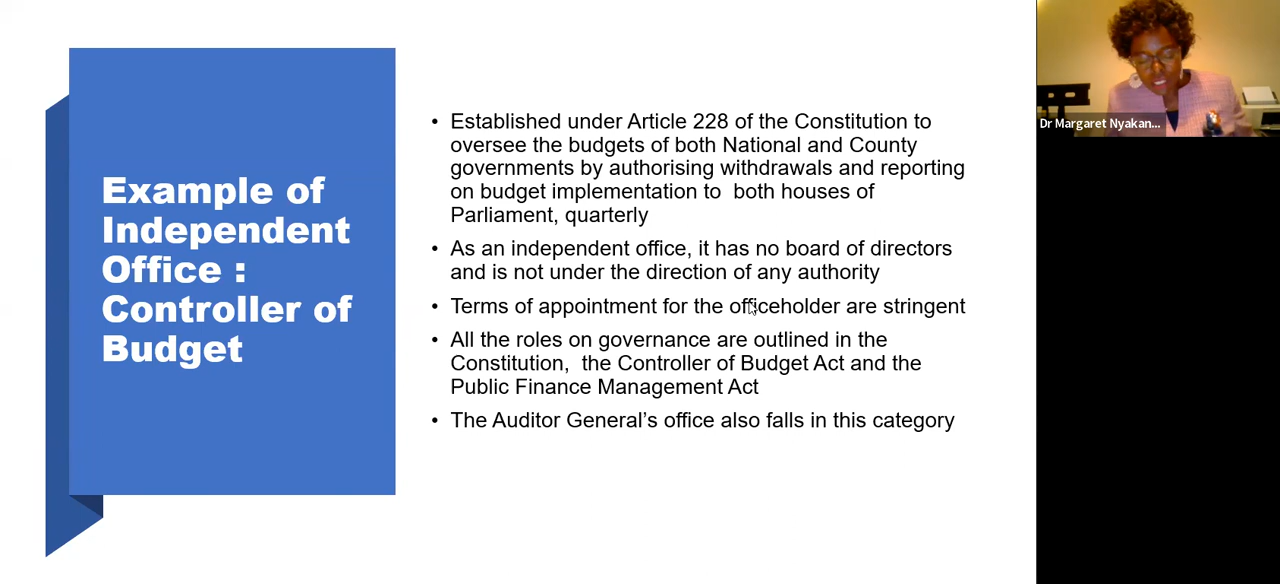 Example of
Independent
Office :
Controller of
Budget
• Established under Article 228 of the Constitution to
oversee the budgets of both National and County
governments by authorising withdrawals and reporting
on budget implementation to  both houses of
Parliament, quarterly
• As an independent office, it has no board of directors
and is not under the direction of any authority
• Terms of appointment for the officeholder are stringent
• All the roles on governance are outlined in the
Constitution,  the Controller of Budget Act and the
Public Finance Management Act
• The Auditor General’s office also falls in this category
Dr Margaret Nyakan...